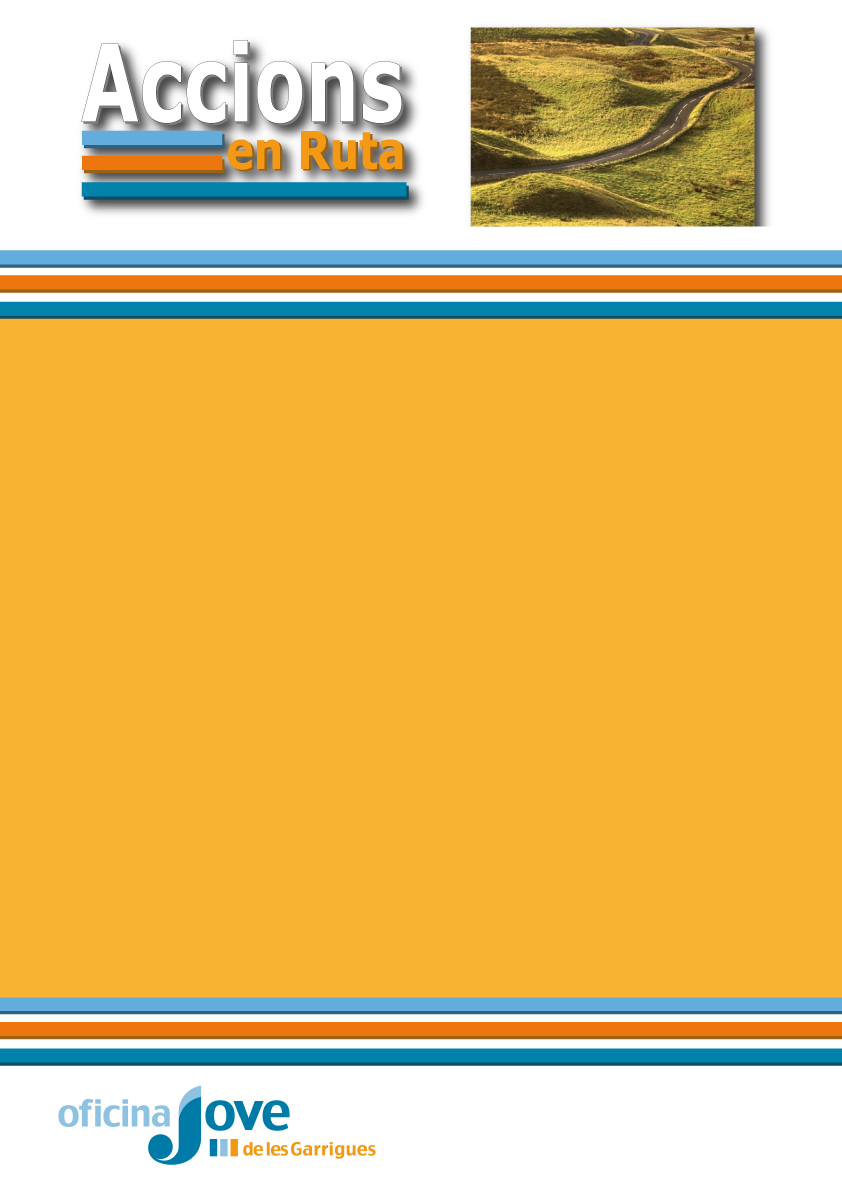 Accions
en Ruta
oficina Jove
de les Garrigues